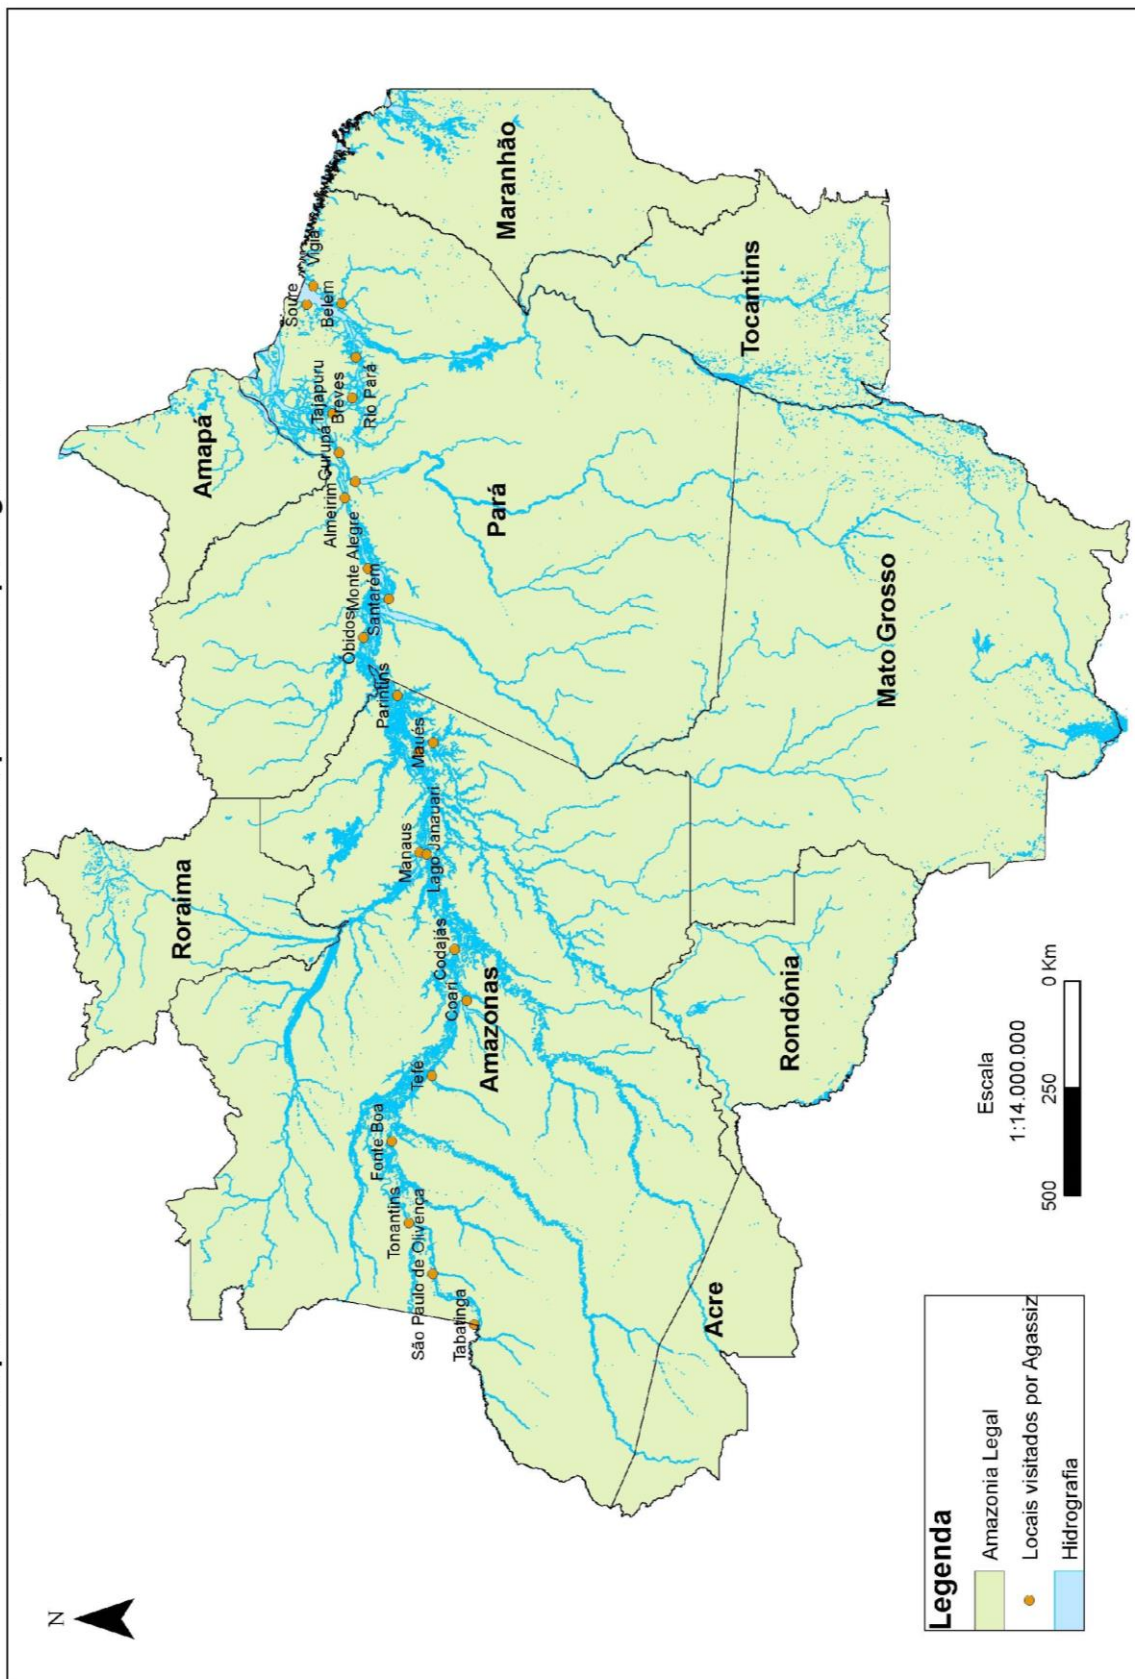 N
Roraima
Amapá
Soure
Vigia
Belém
Tajapuru
Breves
Rio Pará
Gurupá
Almeirim
Monte Alegre
Santarém
Obidos
Parintins
Maués
Manaus
Lago Janauari
Codajás
Coari
Tefé
Fonte Boa
Tonantins
São Paulo de Olivença
Tabatinga
Amazonas
Pará
Maranhão
Tocantins
Acre
Rondônia
Mato Grosso
Escala
1:14.000.000
500 250 0 Km
Legenda
Amazonia Legal
Locais visitados por Agassiz
Hidrografia